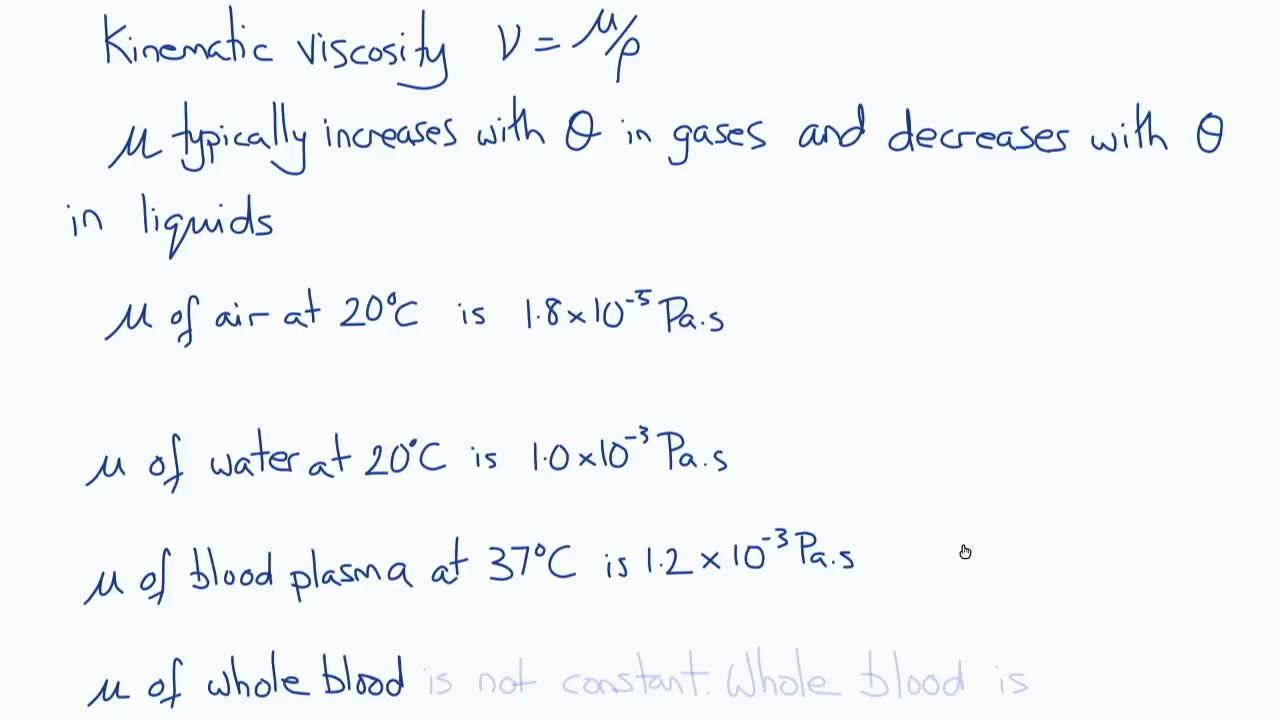 Kinematic viscosity ν = μ/ρ
μ typically increases with θ in gases and decreases with θ
in liquids
μ of air at 20°C is 1.8×10⁻⁵ Pa.s
μ of water at 20°C is 1.0×10⁻³ Pa.s
μ of blood plasma at 37°C is 1.2×10⁻³ Pa.s
μ of whole blood is not constant. Whole blood is